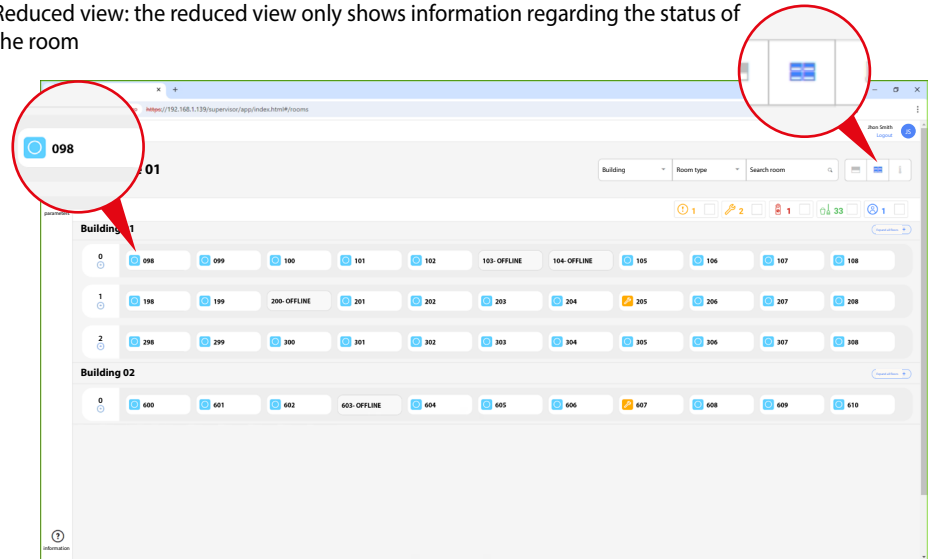 Reduced view: the reduced view only shows information regarding the status of
the room
× +
https://192.168.1.139/supervisor/app/index.html#/rooms
Jhon Smith
Logout
JS
098
01
Building Room type Search room
parameters
1 2 1 33 1
Building 01
0 098 099 100 101 102 103- OFFLINE 104- OFFLINE 105 106 107 108
1 198 199 200- OFFLINE 201 202 203 204 205 206 207 208
2 298 299 300 301 302 303 304 305 306 307 308
Building 02
0 600 601 602 603- OFFLINE 604 605 606 607 608 609 610
?
Information